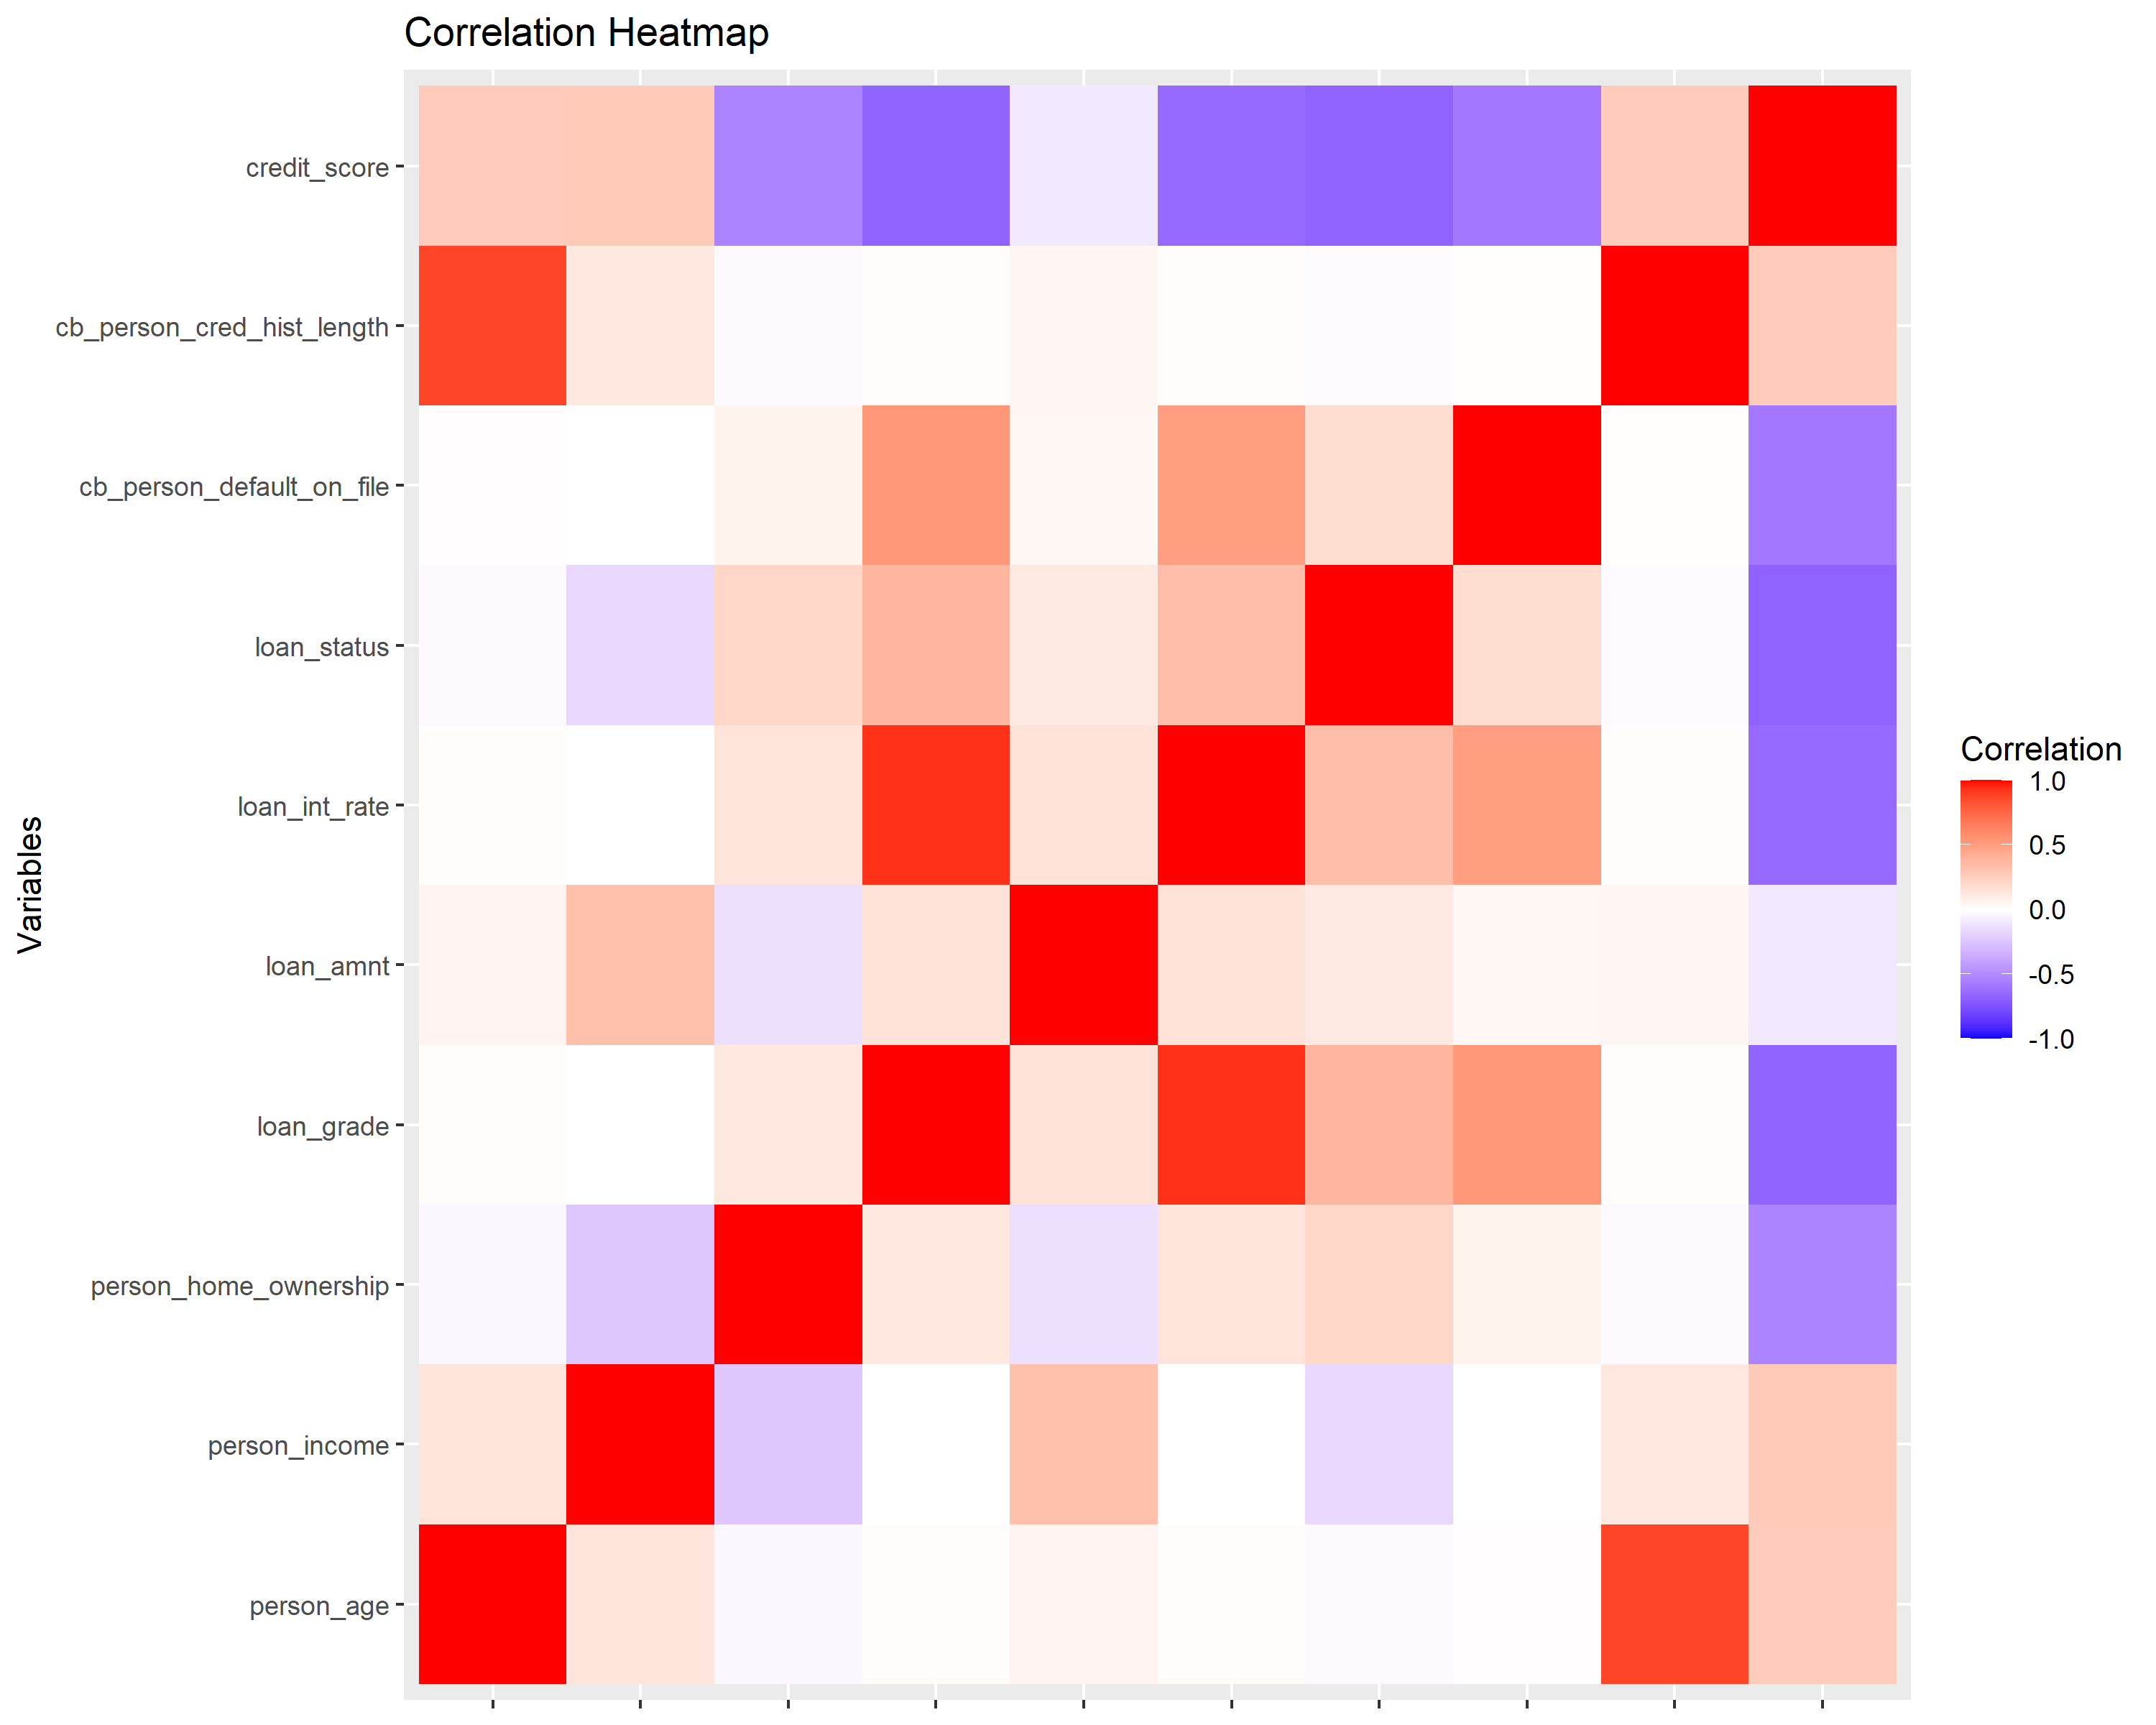 Correlation Heatmap
credit_score
cb_person_cred_hist_length
cb_person_default_on_file
loan_status
loan_int_rate
loan_amnt
loan_grade
person_home_ownership
person_income
person_age
Variables
Correlation
1.0
0.5
0.0
-0.5
-1.0